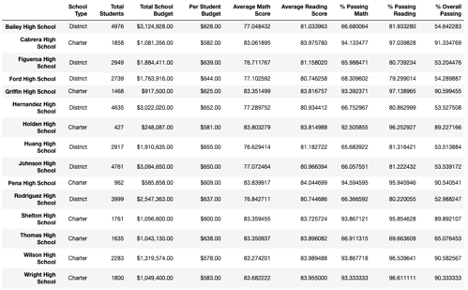 School Type Total Students Total School Budget Per Student Budget Average Math Score Average Reading Score % Passing Math % Passing Reading % Overall Passing
Bailey High School District 4976 $3,124,928.00 $628.00 77.048432 81.033963 66.680064 81.933280 54.642283
Cabrera High School Charter 1858 $1,081,356.00 $582.00 83.061895 83.975780 94.133477 97.039828 91.334769
Figueroa High School District 2949 $1,884,411.00 $639.00 76.711767 81.158020 65.988471 80.739234 53.204476
Ford High School District 2739 $1,763,916.00 $644.00 77.102592 80.746258 68.309602 79.299014 54.289887
Griffin High School Charter 1468 $917,500.00 $625.00 83.351499 83.816757 93.392371 97.138965 90.599455
Hernandez High School District 4635 $3,022,020.00 $652.00 77.289752 80.934412 66.752967 80.862999 53.527508
Holden High School Charter 427 $248,087.00 $581.00 83.803279 83.814988 92.505855 96.252927 89.227166
Huang High School District 2917 $1,910,635.00 $655.00 76.629414 81.182722 65.683922 81.316421 53.513884
Johnson High School District 4761 $3,094,650.00 $650.00 77.072464 80.966394 66.057551 81.222432 53.539172
Pena High School Charter 962 $585,858.00 $609.00 83.839917 84.044699 94.594595 95.945946 90.540541
Rodriguez High School District 3999 $2,547,363.00 $637.00 76.842711 80.744686 66.366592 80.220055 52.988247
Shelton High School Charter 1761 $1,056,600.00 $600.00 83.359455 83.725724 93.867121 95.854628 89.892107
Thomas High School Charter 1635 $1,043,130.00 $638.00 83.350937 83.896082 66.911315 69.663609 65.076453
Wilson High School Charter 2283 $1,319,574.00 $578.00 83.274201 83.989488 93.867718 96.539641 90.582567
Wright High School Charter 1800 $1,049,400.00 $583.00 83.682222 83.955000 93.333333 96.611111 90.333333